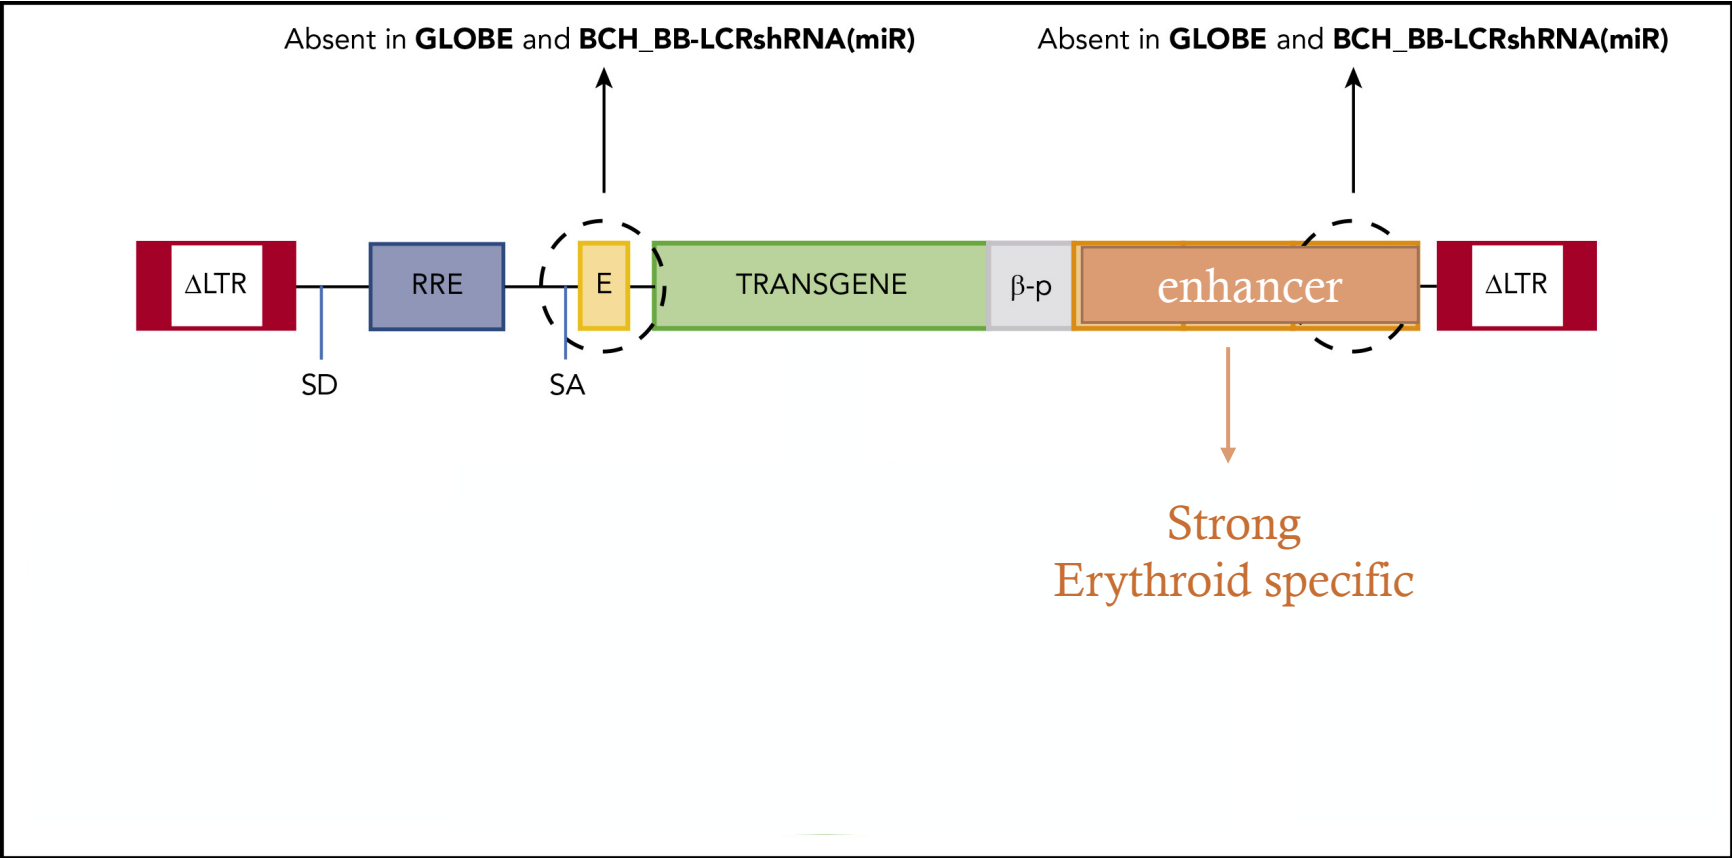 Absent in GLOBE and BCH_BB-LCRshRNA(miR)
Absent in GLOBE and BCH_BB-LCRshRNA(miR)
ΔLTR
RRE
E
TRANSGENE
β-p
enhancer
ΔLTR
SD
SA
Strong
Erythroid specific